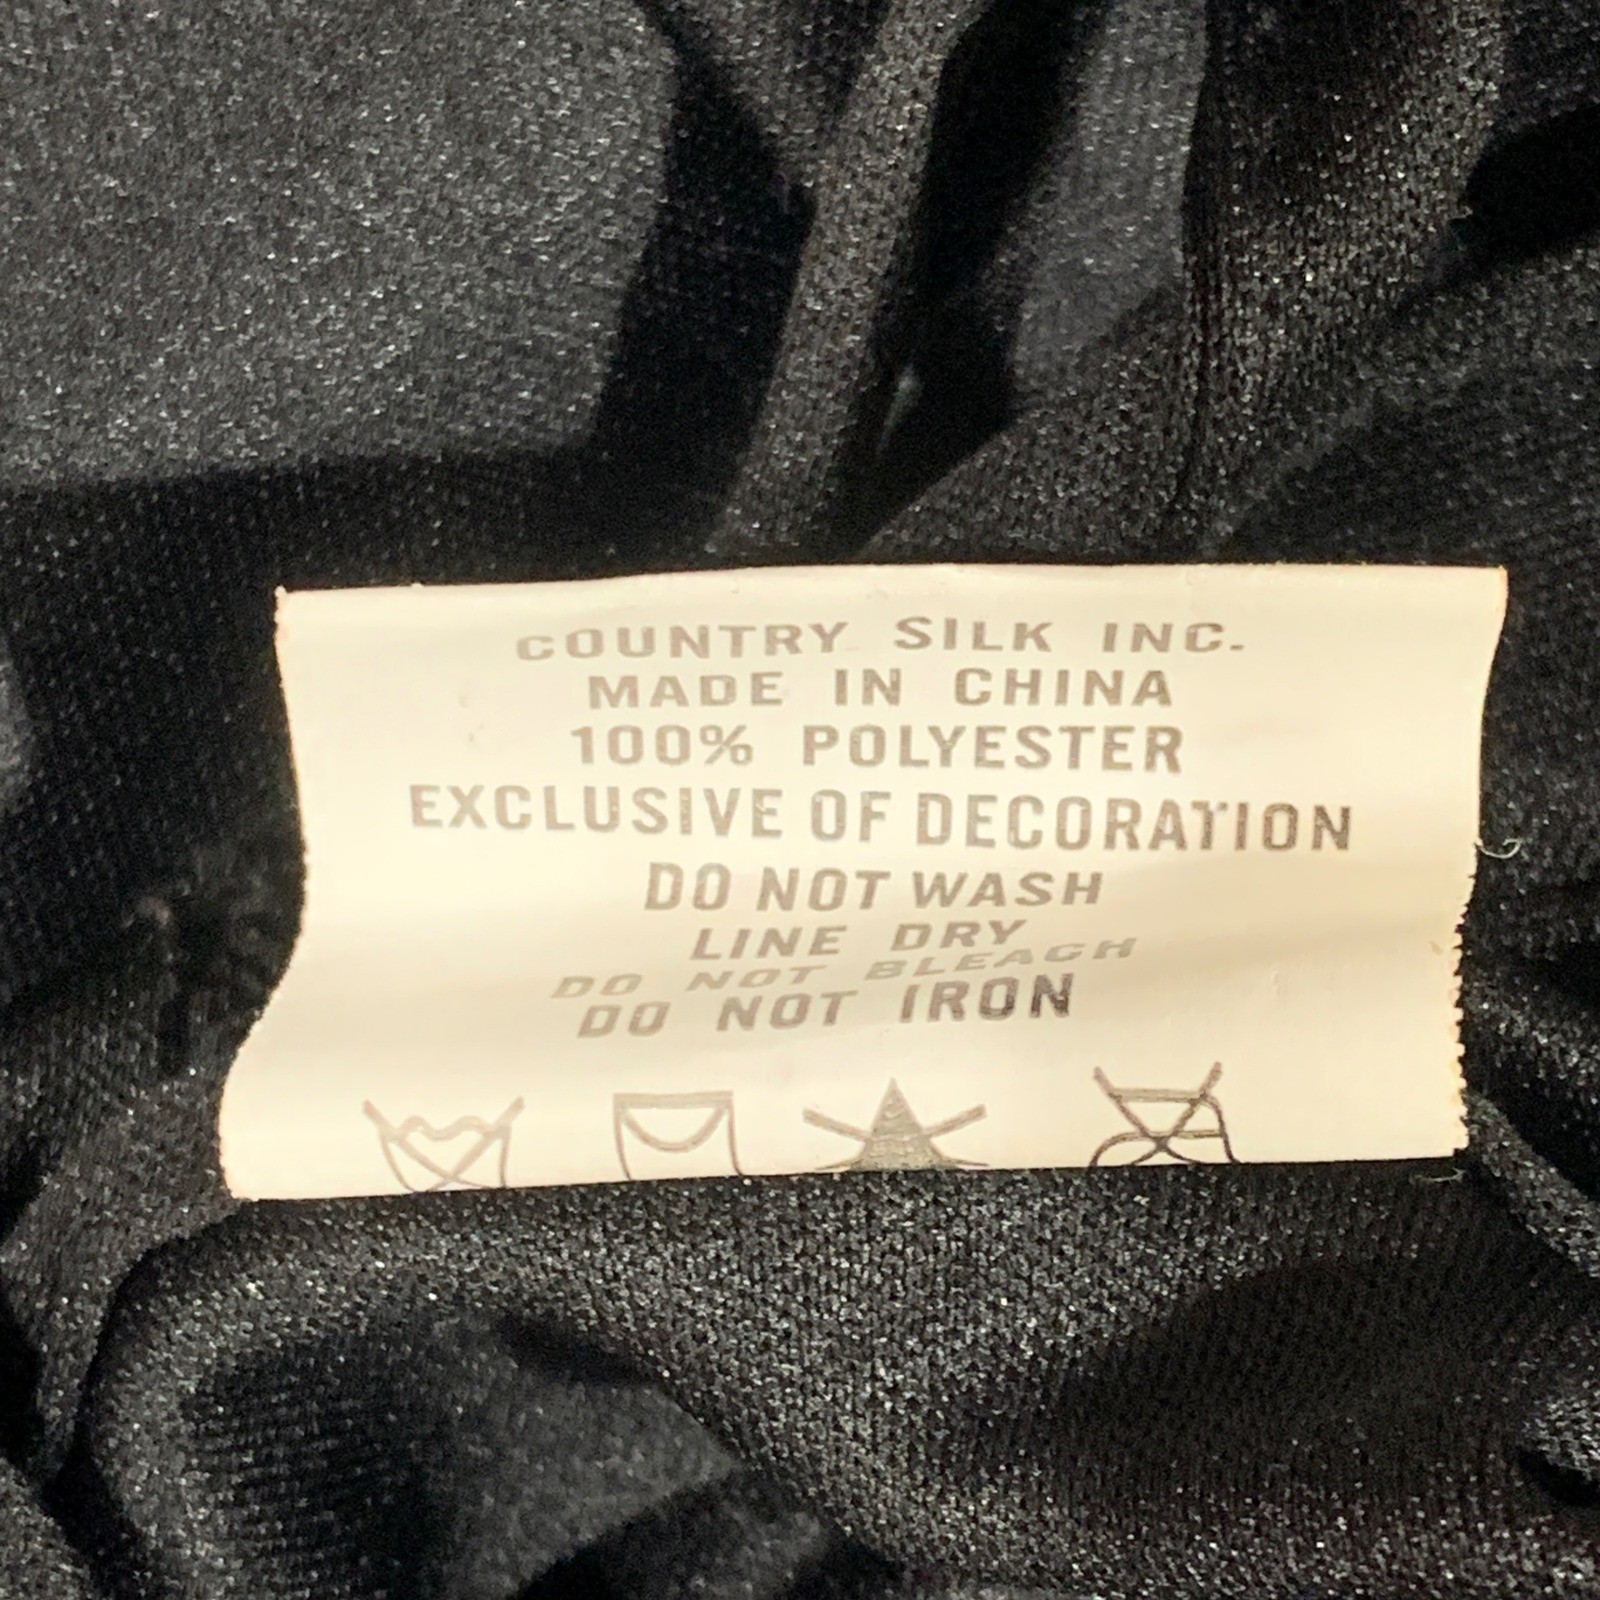 COUNTRY SILK INC.
MADE IN CHINA
100% POLYESTER
EXCLUSIVE OF DECORATION
DO NOT WASH
LINE DRY
DO NOT BLEACH
DO NOT IRON